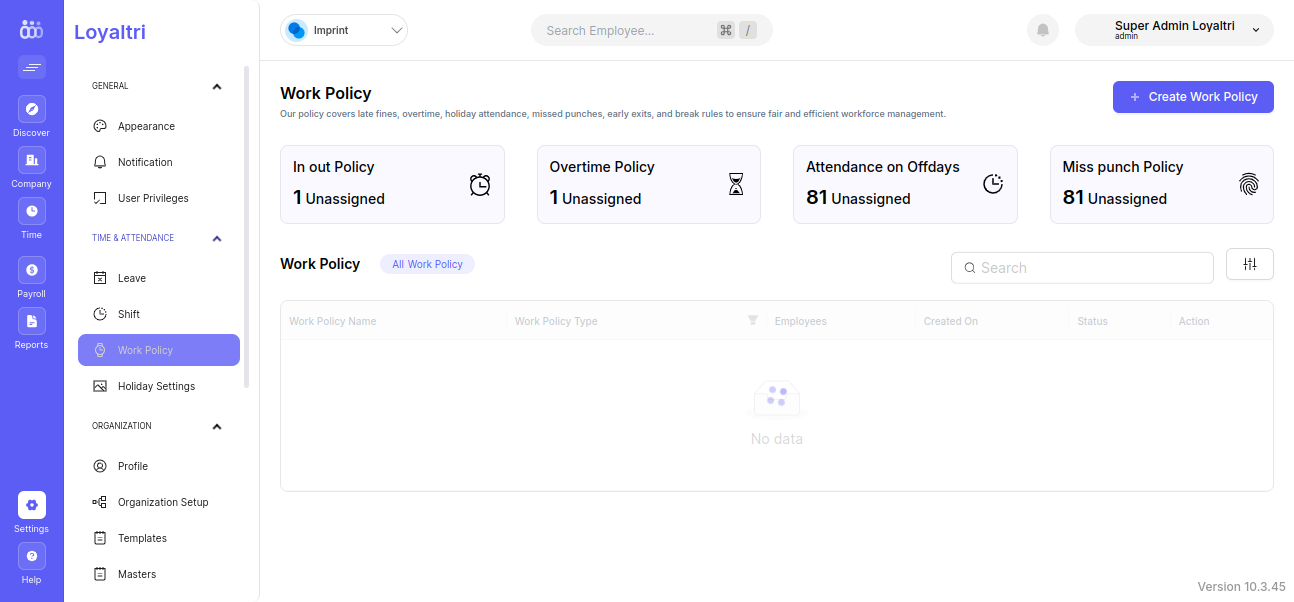 Loyaltri
Discover
Company
Time
Payroll
Reports
Settings
Help
GENERAL
Appearance
Notification
User Privileges
TIME & ATTENDANCE
Leave
Shift
Work Policy
Holiday Settings
ORGANIZATION
Profile
Organization Setup
Templates
Masters
Imprint
Search Employee...
⌘ /
Super Admin Loyaltri
admin
Work Policy
Our policy covers late fines, overtime, holiday attendance, missed punches, early exits, and break rules to ensure fair and efficient workforce management.
+ Create Work Policy
In out Policy
1 Unassigned
Overtime Policy
1 Unassigned
Attendance on Offdays
81 Unassigned
Miss punch Policy
81 Unassigned
Work Policy
All Work Policy
Search
Work Policy Name Work Policy Type Employees Created On Status Action
No data
Version 10.3.45